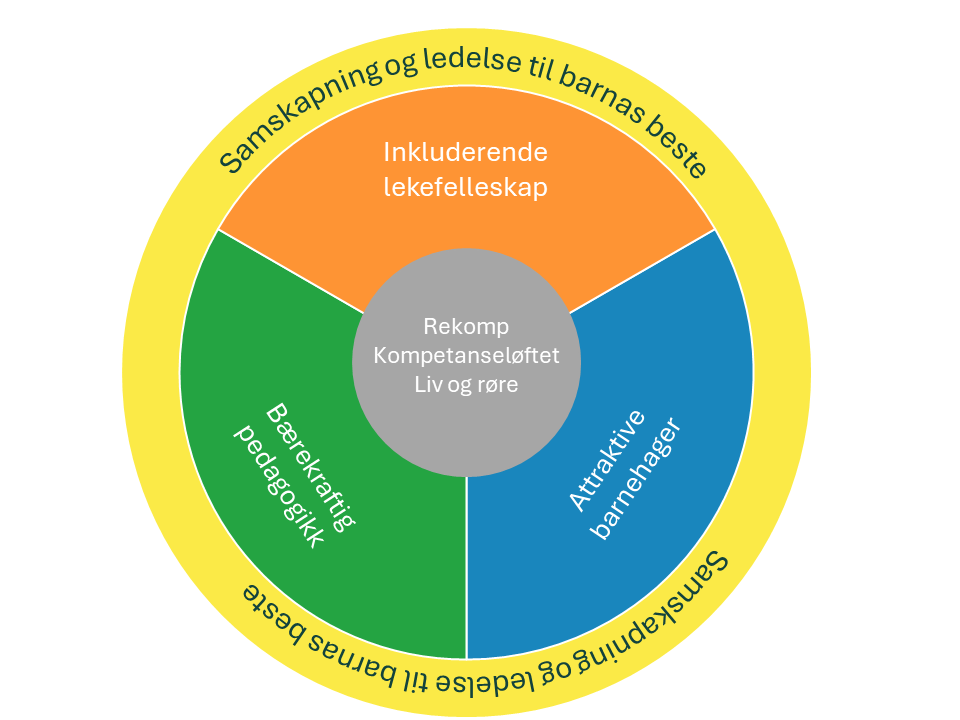 Samskapning og ledelse til barnas beste
Inkluderende
lekefelleskap
Rekomp
Kompetanseløftet
Liv og røre
Bærekraftig
pedagogikk
Attraktive
barnehager
Samskapning og ledelse til barnas beste